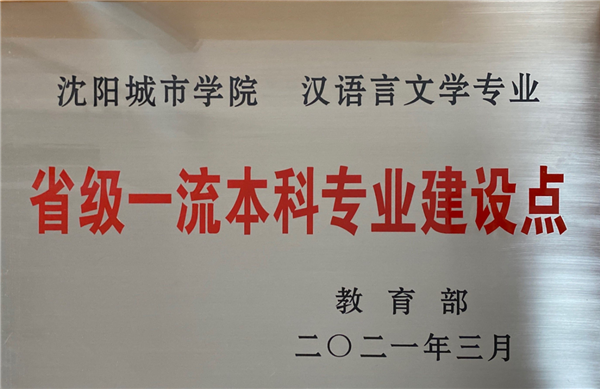 沈阳城市学院 汉语言文学专业
省级一流本科专业建设点
教育部
二〇二一年三月